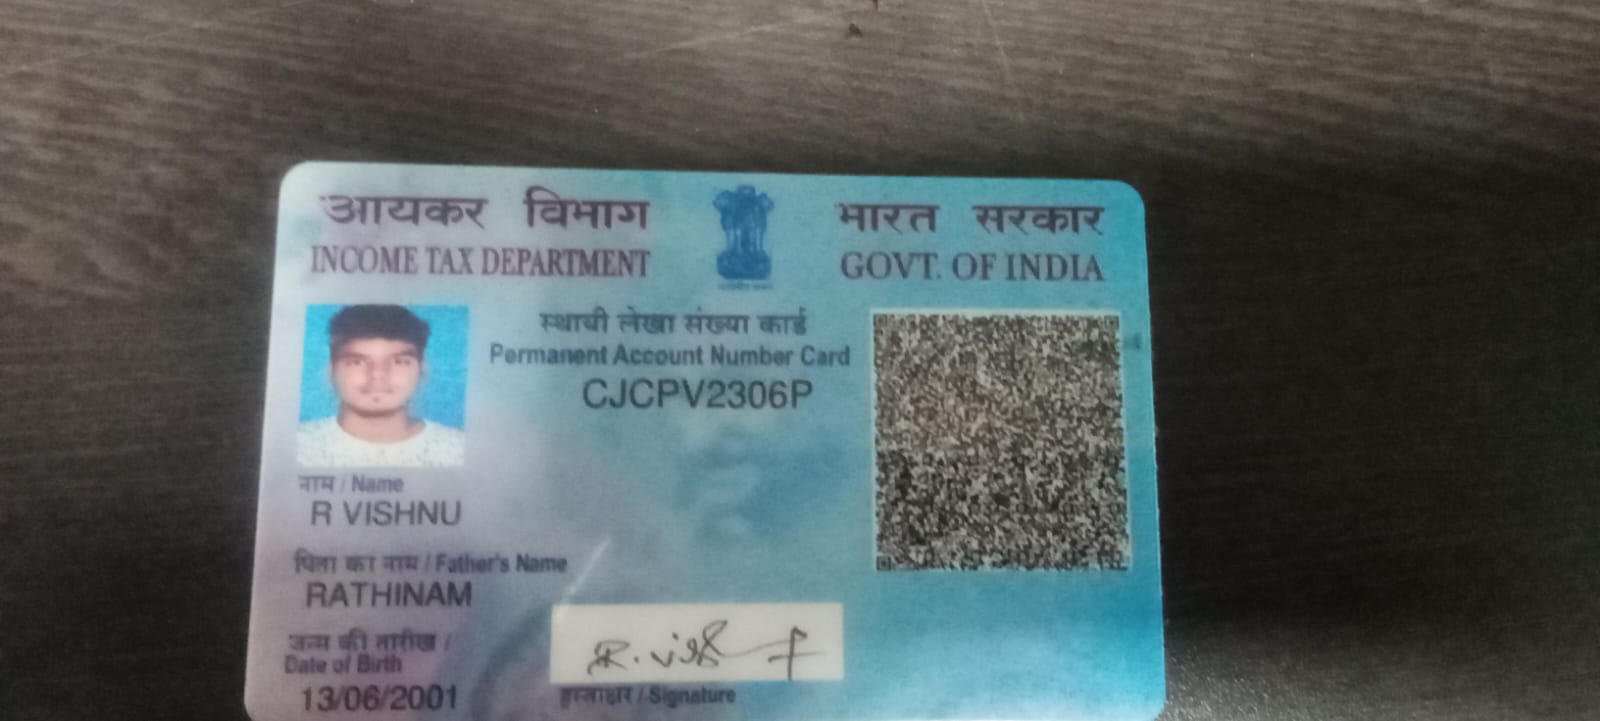 आयकर विभाग
INCOME TAX DEPARTMENT
भारत सरकार
GOVT. OF INDIA
स्थायी लेखा संख्या कार्ड
Permanent Account Number Card
CJCPV2306P
नाम / Name
R VISHNU
पिता का नाम / Father's Name
RATHINAM
जन्म की तारीख /
Date of Birth
13/06/2001
R. Vish
हस्ताक्षर / Signature